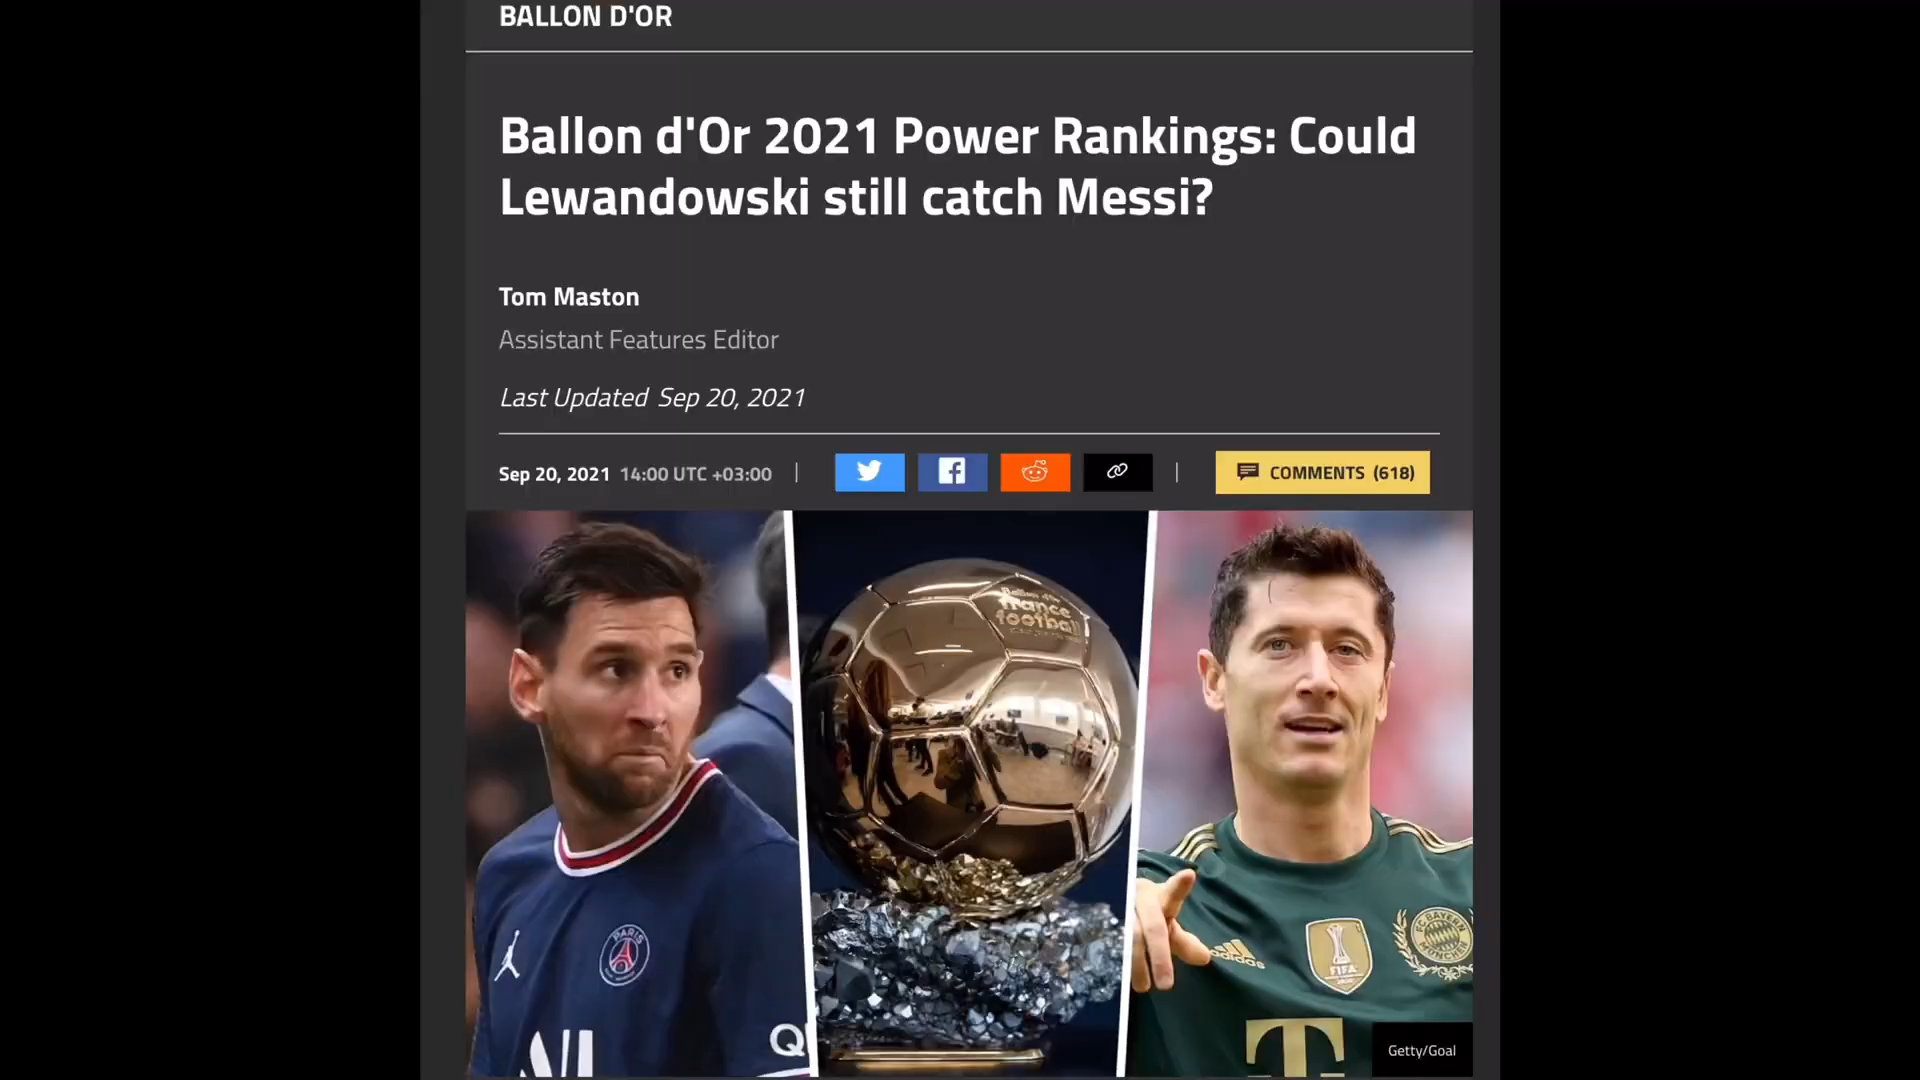 BALLON D'OR
Ballon d'Or 2021 Power Rankings: Could
Lewandowski still catch Messi?
Tom Maston
Assistant Features Editor
Last Updated Sep 20, 2021
Sep 20, 2021 14:00 UTC +03:00
COMMENTS (618)
france
football
PARIS
FIFA
adidas
FC BAYERN
MÜNCHEN
T
Getty/Goal